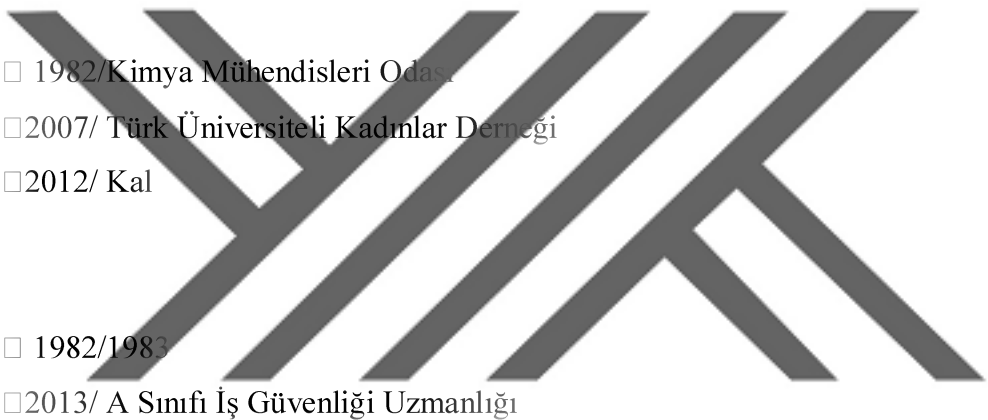 1982/Kimya Mühendisleri Odası
2007/ Türk Üniversiteli Kadınlar Derneği
2012/ Kal
1982/1983
2013/ A Sınıfı İş Güvenliği Uzmanlığı